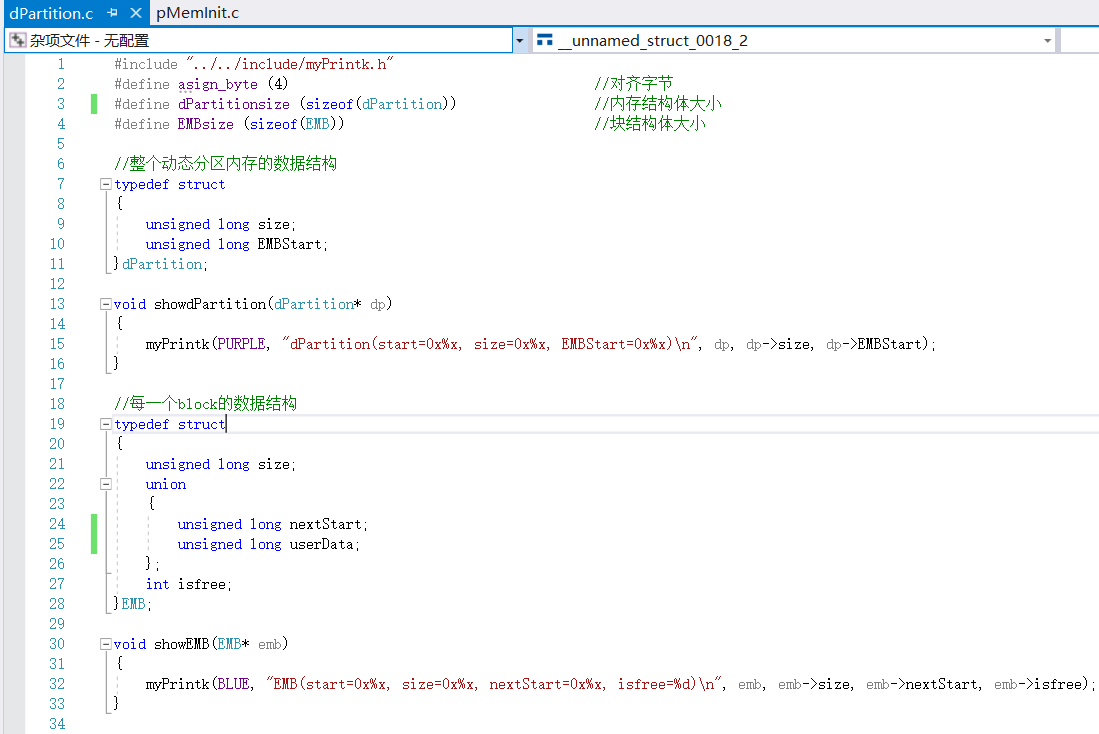 dPartition.c pMemInit.c
杂项文件 - 无配置 __unnamed_struct_0018_2
1 #include "../../include/myPrintk.h"
2 #define asign_byte (4) //对齐字节
3 #define dPartitionsize (sizeof(dPartition)) //内存结构体大小
4 #define EMBsize (sizeof(EMB)) //块结构体大小
5
6 //整个动态分区内存的数据结构
7 typedef struct
8 {
9 unsigned long size;
10 unsigned long EMBStart;
11 }dPartition;
12
13 void showdPartition(dPartition* dp)
14 {
15 myPrintk(PURPLE, "dPartition(start=0x%x, size=0x%x, EMBStart=0x%x)\n", dp, dp->size, dp->EMBStart);
16 }
17
18 //每一个block的数据结构
19 typedef struct
20 {
21 unsigned long size;
22 union
23 {
24 unsigned long nextStart;
25 unsigned long userData;
26 };
27 int isfree;
28 }EMB;
29
30 void showEMB(EMB* emb)
31 {
32 myPrintk(BLUE, "EMB(start=0x%x, size=0x%x, nextStart=0x%x, isfree=%d)\n", emb, emb->size, emb->nextStart, emb->isfree);
33 }
34